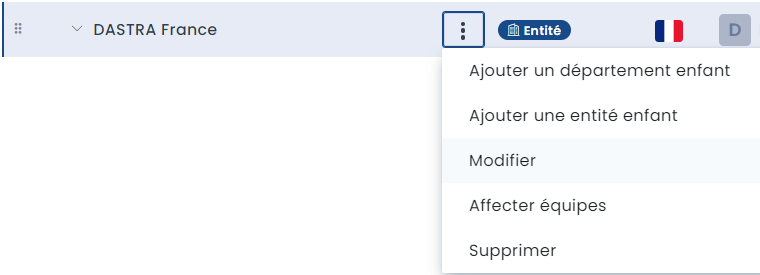 DASTRA France
Entité
D
Ajouter un département enfant
Ajouter une entité enfant
Modifier
Affecter équipes
Supprimer